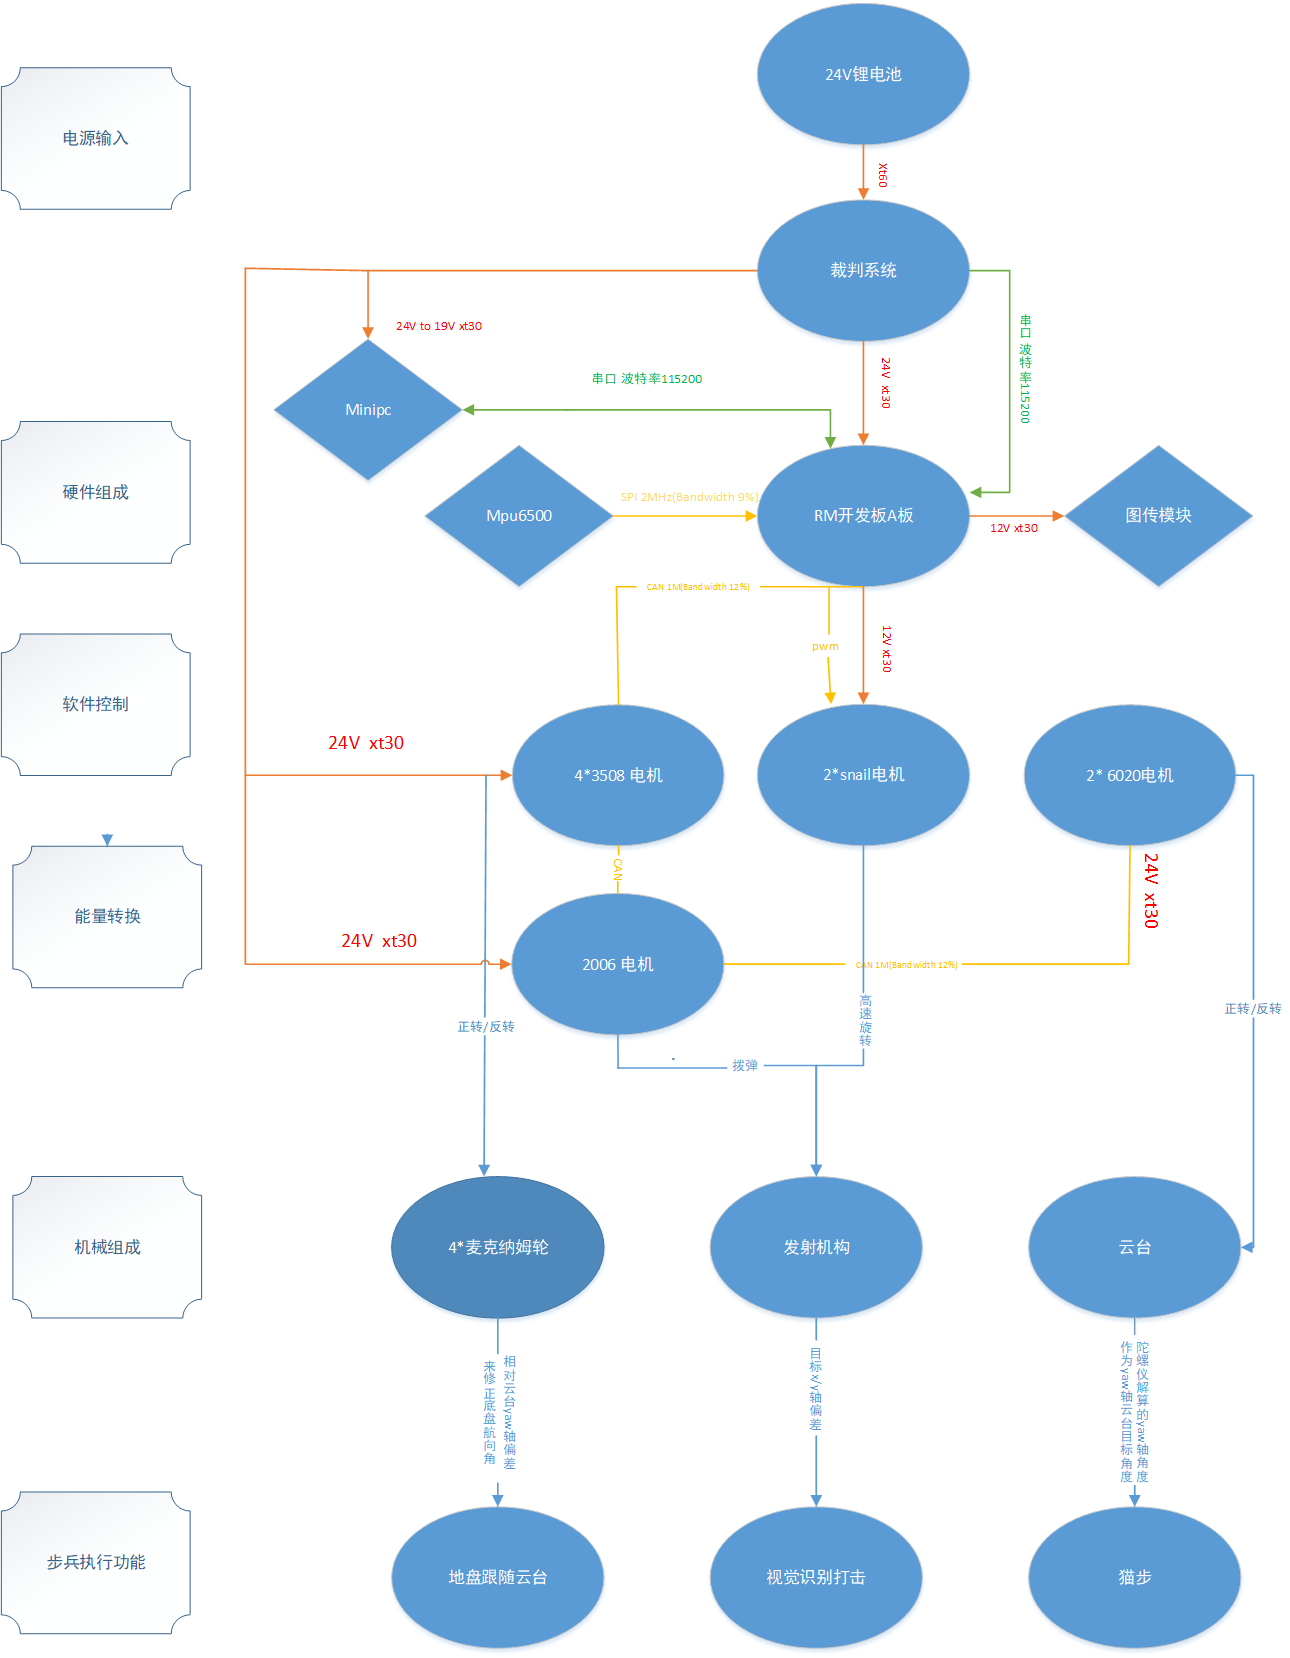 24V锂电池
电源输入
Xt60
裁判系统
24V to 19V xt30
串口 波特率115200
24V xt30
串口 波特率115200
Minipc
硬件组成
Mpu6500
SPI 2MHz(Bandwidth 9%)
RM开发板A板
12V xt30
图传模块
CAN 1M(Bandwidth 12%)
pwm
12V xt30
软件控制
24V xt30
4*3508 电机
2*snail电机
2* 6020电机
CAN
24V xt30
能量转换
24V xt30
2006 电机
CAN 1M(Bandwidth 12%)
高速旋转
正转/反转
正转/反转
拨弹
机械组成
4*麦克纳姆轮
发射机构
云台
相对云台yaw轴偏差
来修正底盘航向角
目标x/y轴偏差
陀螺仪解算的yaw轴角度
作为yaw轴云台目标角度
步兵执行功能
地盘跟随云台
视觉识别打击
猫步